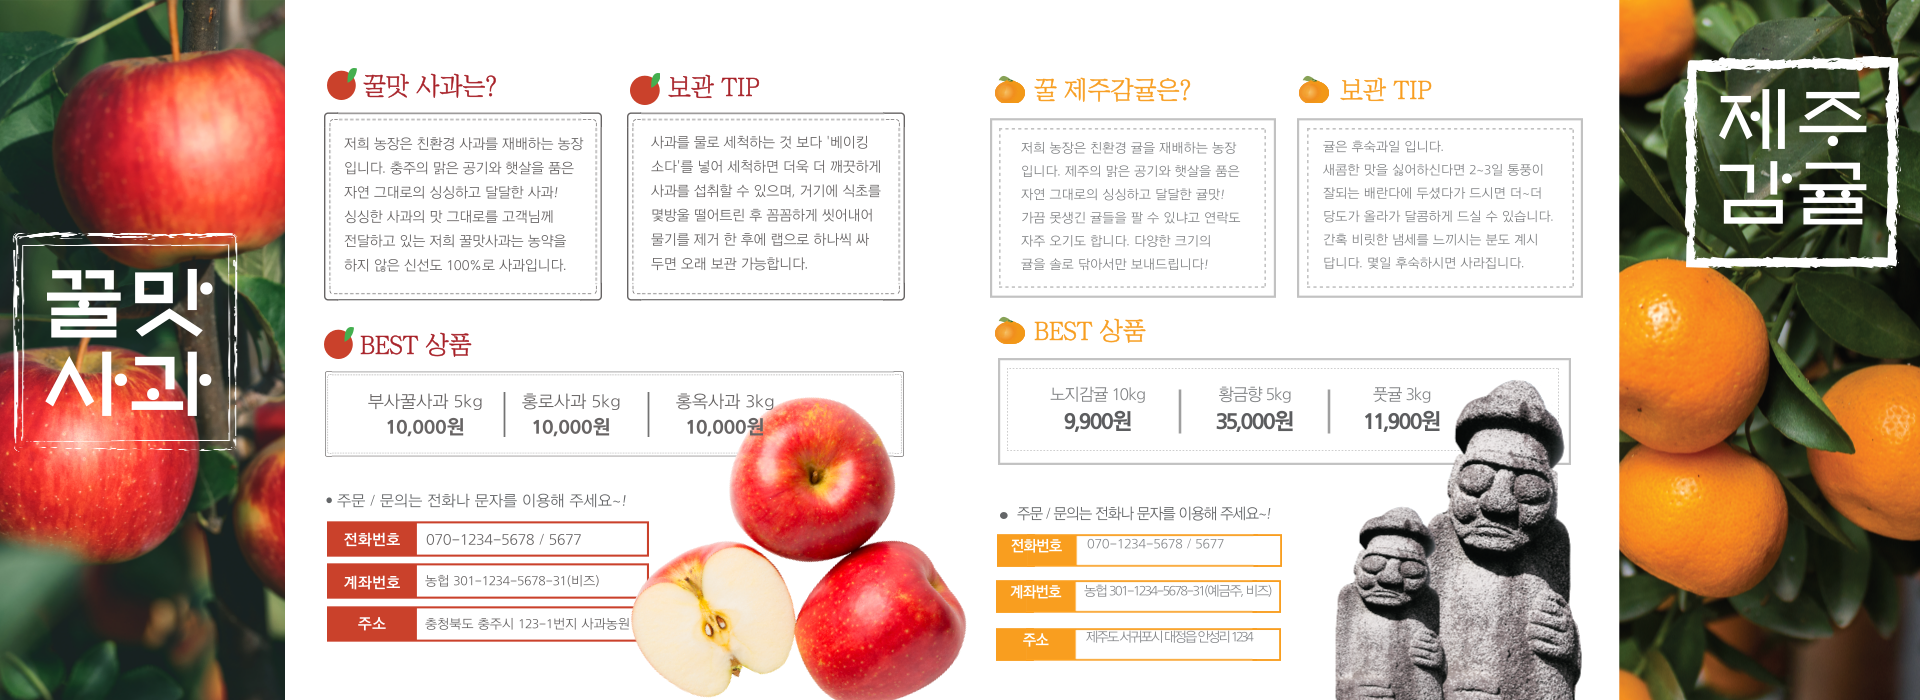 꿀맛
사과
꿀맛 사과는?
저희 농장은 친환경 사과를 재배하는 농장
입니다. 충주의 맑은 공기와 햇살을 품은
자연 그대로의 싱싱하고 달달한 사과!
싱싱한 사과의 맛 그대로를 고객님께
전달하고 있는 저희 꿀맛사과는 농약을
하지 않은 신선도 100%로 사과입니다.
보관 TIP
사과를 물로 세척하는 것 보다 '베이킹
소다'를 넣어 세척하면 더욱 더 깨끗하게
사과를 섭취할 수 있으며, 거기에 식초를
몇방울 떨어트린 후 꼼꼼하게 씻어내어
물기를 제거 한 후에 랩으로 하나씩 싸
두면 오래 보관 가능합니다.
BEST 상품
부사꿀사과 5kg
10,000원
홍로사과 5kg
10,000원
홍옥사과 3kg
10,000원
• 주문 / 문의는 전화나 문자를 이용해 주세요~!
전화번호 070-1234-5678 / 5677
계좌번호 농협 301-1234-5678-31(비즈)
주소 충청북도 충주시 123-1번지 사과농원
꿀 제주감귤은?
저희 농장은 친환경 귤을 재배하는 농장
입니다. 제주의 맑은 공기와 햇살을 품은
자연 그대로의 싱싱하고 달달한 귤맛!
가끔 못생긴 귤들을 팔 수 있냐고 연락도
자주 오기도 합니다. 다양한 크기의
귤을 솔로 닦아서만 보내드립니다!
보관 TIP
귤은 후숙과일 입니다.
새콤한 맛을 싫어하신다면 2~3일 통풍이
잘되는 배란다에 두셨다가 드시면 더~더
당도가 올라가 달콤하게 드실 수 있습니다.
간혹 비릿한 냄세를 느끼시는 분도 계시
답니다. 몇일 후숙하시면 사라집니다.
BEST 상품
노지감귤 10kg
9,900원
황금향 5kg
35,000원
풋귤 3kg
11,900원
• 주문 / 문의는 전화나 문자를 이용해 주세요~!
전화번호 070-1234-5678 / 5677
계좌번호 농협 301-1234-5678-31(예금주, 비즈)
주소 제주도 서귀포시 대정읍 안성리 1234
제주
감귤